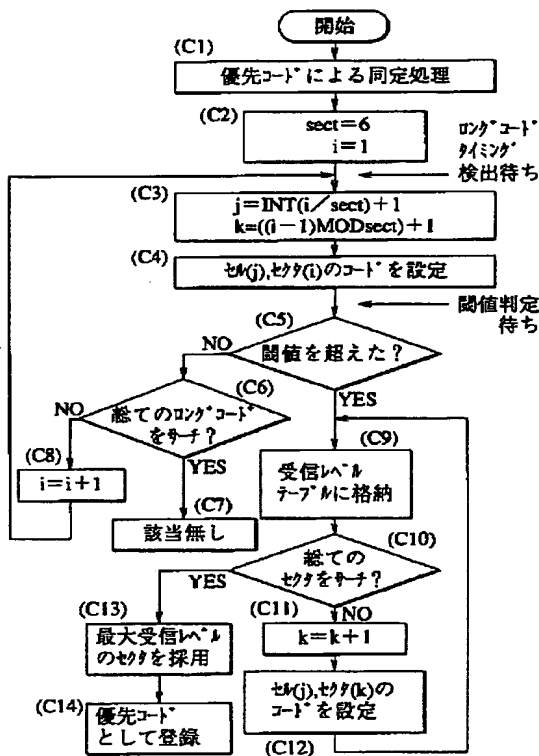 開始
(C1)
優先コードによる同定処理
(C2)
sect=6
i=1
ロングコード
タイミング
検出待ち
(C3)
j=INT(i/sect)+1
k=((i-1)MODsect)+1
(C4)
セル(j),セクタ(i)のコードを設定
閾値判定
待ち
(C5)
閾値を超えた?
NO
YES
(C6)
総てのロングコード
をサーチ?
NO
YES
(C8)
i=i+1
(C7)
該当無し
(C9)
受信レベル
テーブルに格納
(C10)
総ての
セクタをサーチ?
YES
NO
(C13)
最大受信レベル
のセクタを採用
(C11)
k=k+1
(C14)
優先コード
として登録
セル(j),セクタ(k)の
コードを設定
(C12)